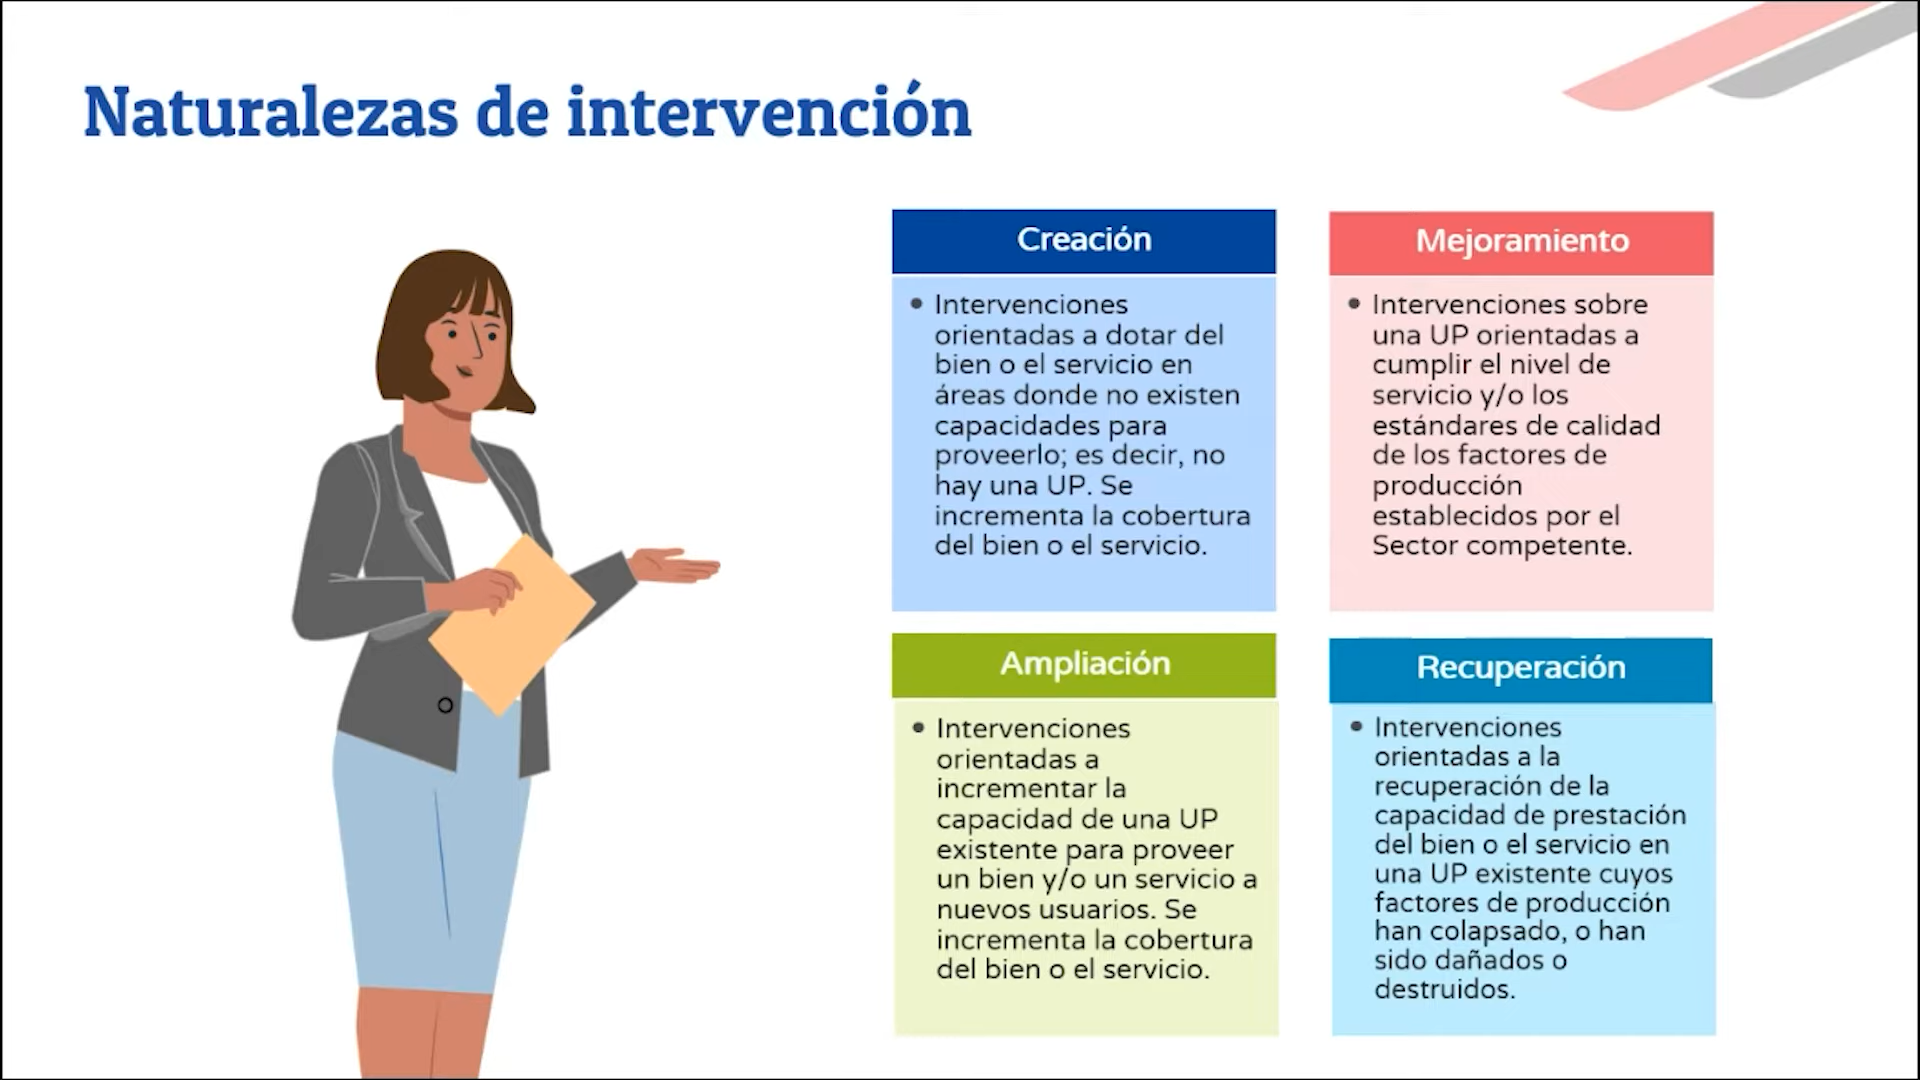 Naturalezas de intervención
Creación
• Intervenciones
orientadas a dotar del
bien o el servicio en
áreas donde no existen
capacidades para
proveerlo; es decir, no
hay una UP. Se
incrementa la cobertura
del bien o el servicio.
Mejoramiento
• Intervenciones sobre
una UP orientadas a
cumplir el nivel de
servicio y/o los
estándares de calidad
de los factores de
producción
establecidos por el
Sector competente.
Ampliación
• Intervenciones
orientadas a
incrementar la
capacidad de una UP
existente para proveer
un bien y/o un servicio a
nuevos usuarios. Se
incrementa la cobertura
del bien o el servicio.
Recuperación
• Intervenciones
orientadas a la
recuperación de la
capacidad de prestación
del bien o el servicio en
una UP existente cuyos
factores de producción
han colapsado, o han
sido dañados o
destruidos.